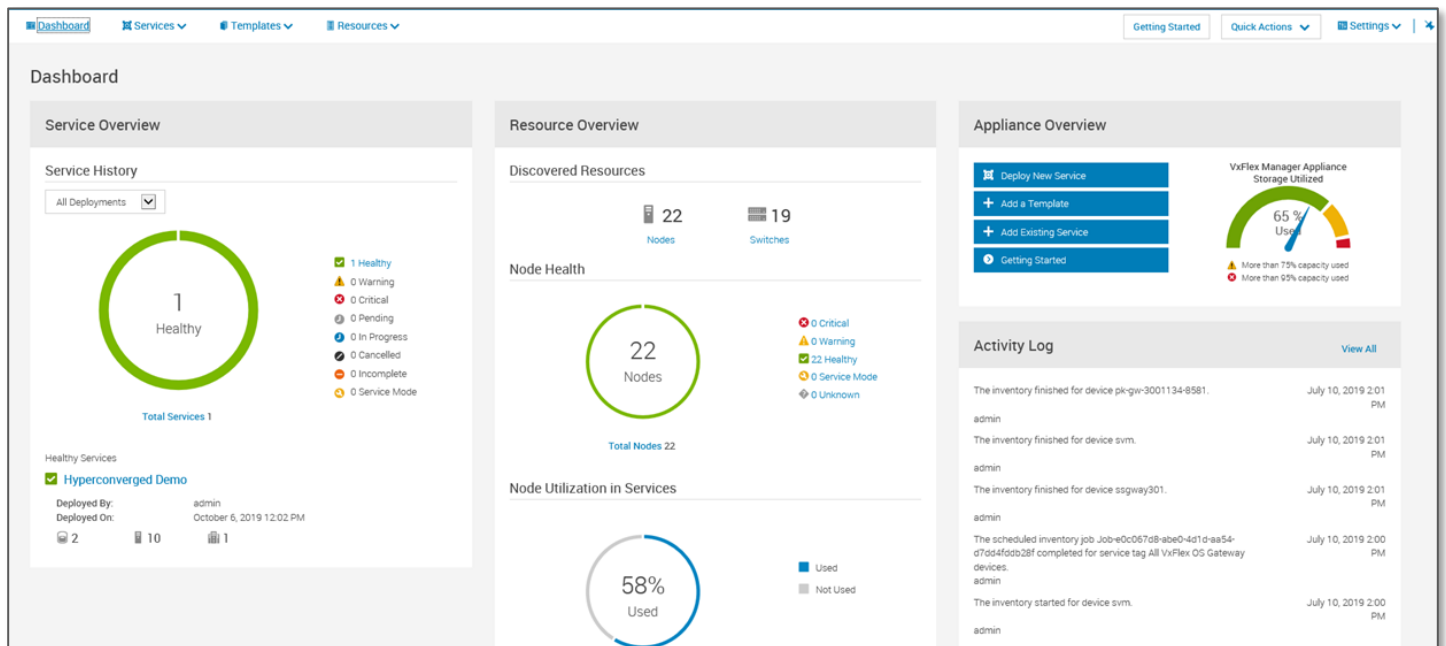 Dashboard
Services
Templates
Resources
Getting Started
Quick Actions
Settings
Dashboard
Service Overview
Service History
All Deployments
1
Healthy
1 Healthy
0 Warning
0 Critical
0 Pending
0 In Progress
0 Cancelled
0 Incomplete
0 Service Mode
Total Services 1
Healthy Services
Hyperconverged Demo
Deployed By: admin
Deployed On: October 6, 2019 12:02 PM
2 10 1
Resource Overview
Discovered Resources
22 19
Nodes Switches
Node Health
22
Nodes
0 Critical
0 Warning
22 Healthy
0 Service Mode
0 Unknown
Total Nodes 22
Node Utilization in Services
58%
Used
Used
Not Used
Appliance Overview
Deploy New Service
Add a Template
Add Existing Service
Getting Started
VxFlex Manager Appliance
Storage Utilized
65 %
Used
More than 75% capacity used
More than 95% capacity used
Activity Log
View All
The inventory finished for device pk-gw-3001134-8581. July 10, 2019 2:01
PM
admin
The inventory finished for device svm. July 10, 2019 2:01
PM
admin
The inventory finished for device ssgway301. July 10, 2019 2:01
PM
admin
The scheduled inventory job Job-e0c067d8-abe0-4d1d-aa54- July 10, 2019 2:00
d7dd4fddb28f completed for service tag All VxFlex OS Gateway PM
devices.
admin
The inventory started for device svm. July 10, 2019 2:00
PM
admin